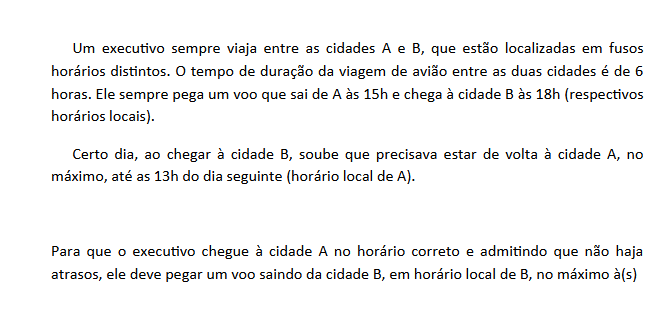 Um executivo sempre viaja entre as cidades A e B, que estão localizadas em fusos
horários distintos. O tempo de duração da viagem de avião entre as duas cidades é de 6
horas. Ele sempre pega um voo que sai de A às 15h e chega à cidade B às 18h (respectivos
horários locais).
Certo dia, ao chegar à cidade B, soube que precisava estar de volta à cidade A, no
máximo, até as 13h do dia seguinte (horário local de A).
Para que o executivo chegue à cidade A no horário correto e admitindo que não haja
atrasos, ele deve pegar um voo saindo da cidade B, em horário local de B, no máximo à(s)